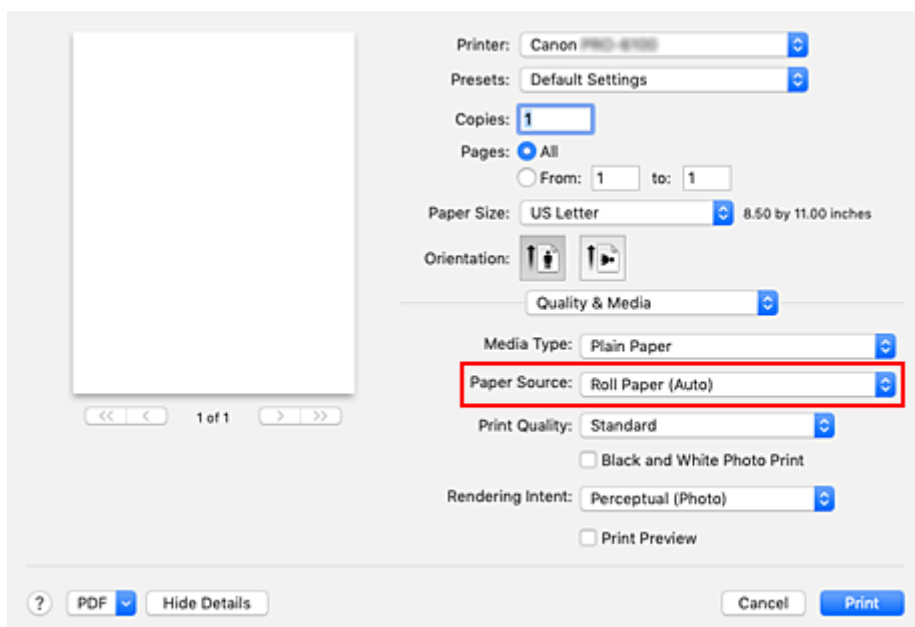 Printer: Canon
Presets: Default Settings
Copies: 1
Pages: All
From: 1 to: 1
Paper Size: US Letter 8.50 by 11.00 inches
Orientation:
Quality & Media
Media Type: Plain Paper
Paper Source: Roll Paper (Auto)
<< < 1 of 1 > >>
Print Quality: Standard
Black and White Photo Print
Rendering Intent: Perceptual (Photo)
Print Preview
? PDF Hide Details Cancel Print